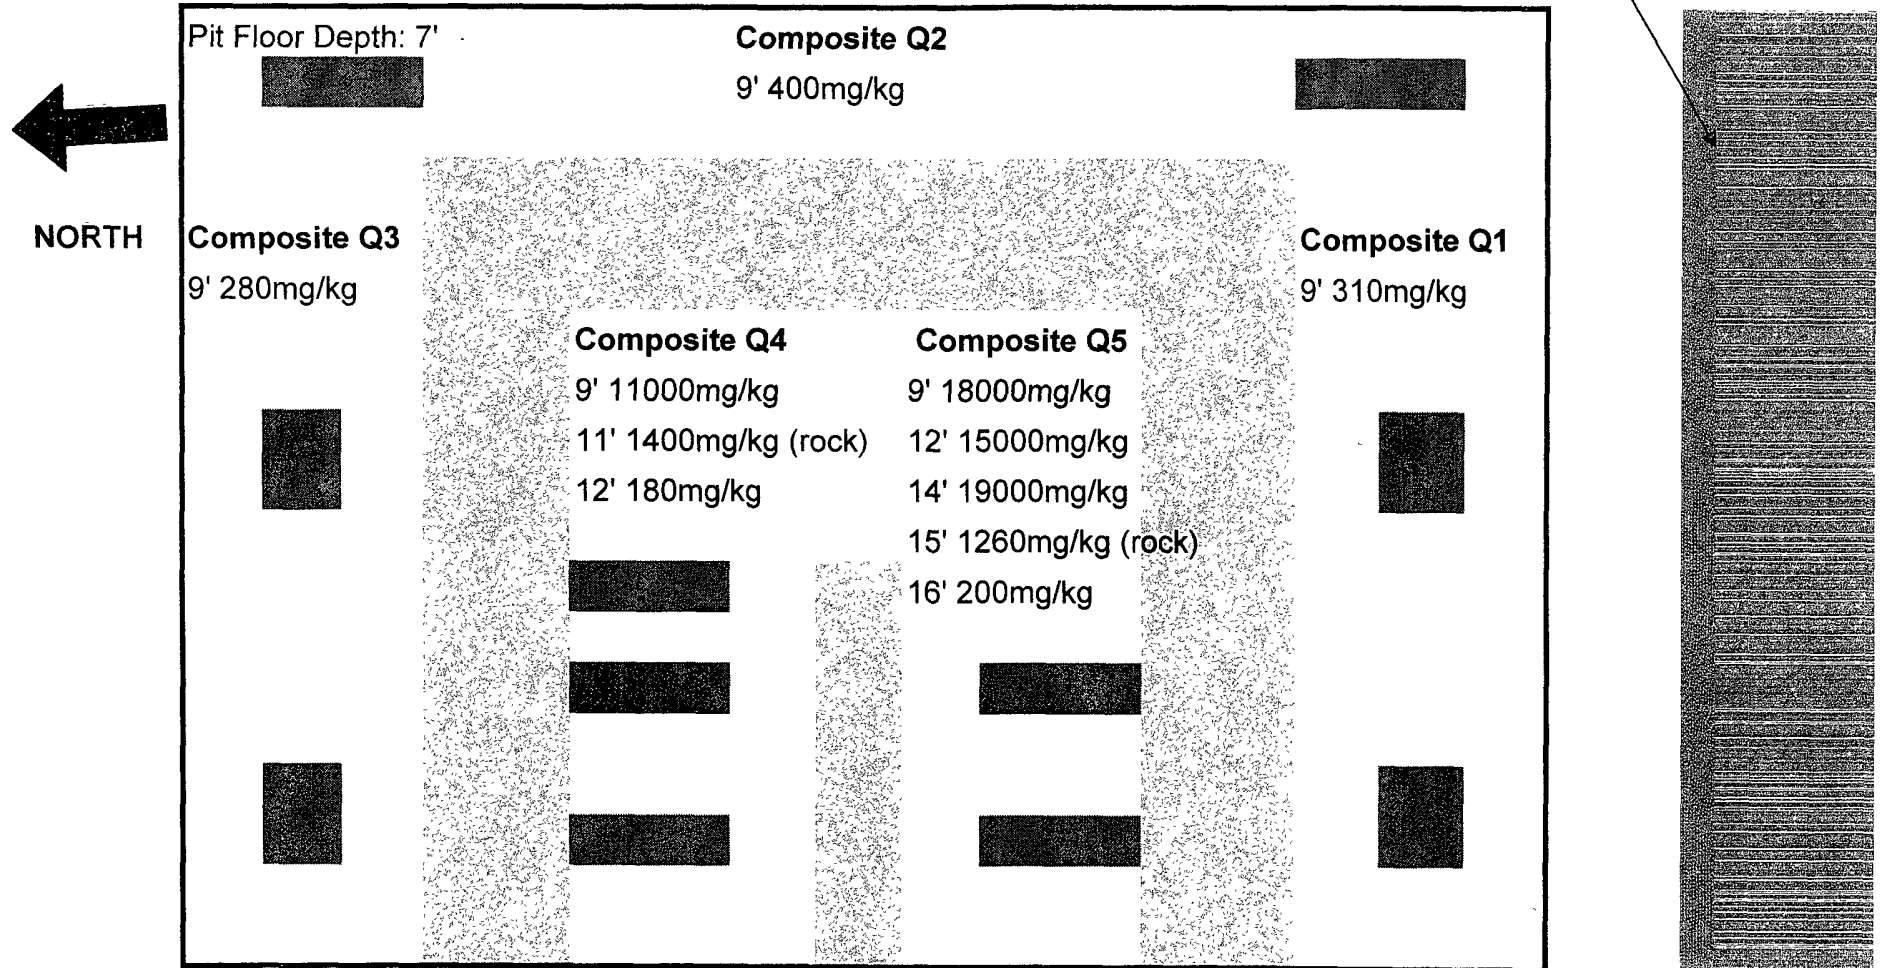 Pit Floor Depth: 7'
Composite Q2
9' 400mg/kg
NORTH
Composite Q3
9' 280mg/kg
Composite Q1
9' 310mg/kg
Composite Q4
9' 11000mg/kg
11' 1400mg/kg (rock)
12' 180mg/kg
Composite Q5
9' 18000mg/kg
12' 15000mg/kg
14' 19000mg/kg
15' 1260mg/kg (rock)
16' 200mg/kg